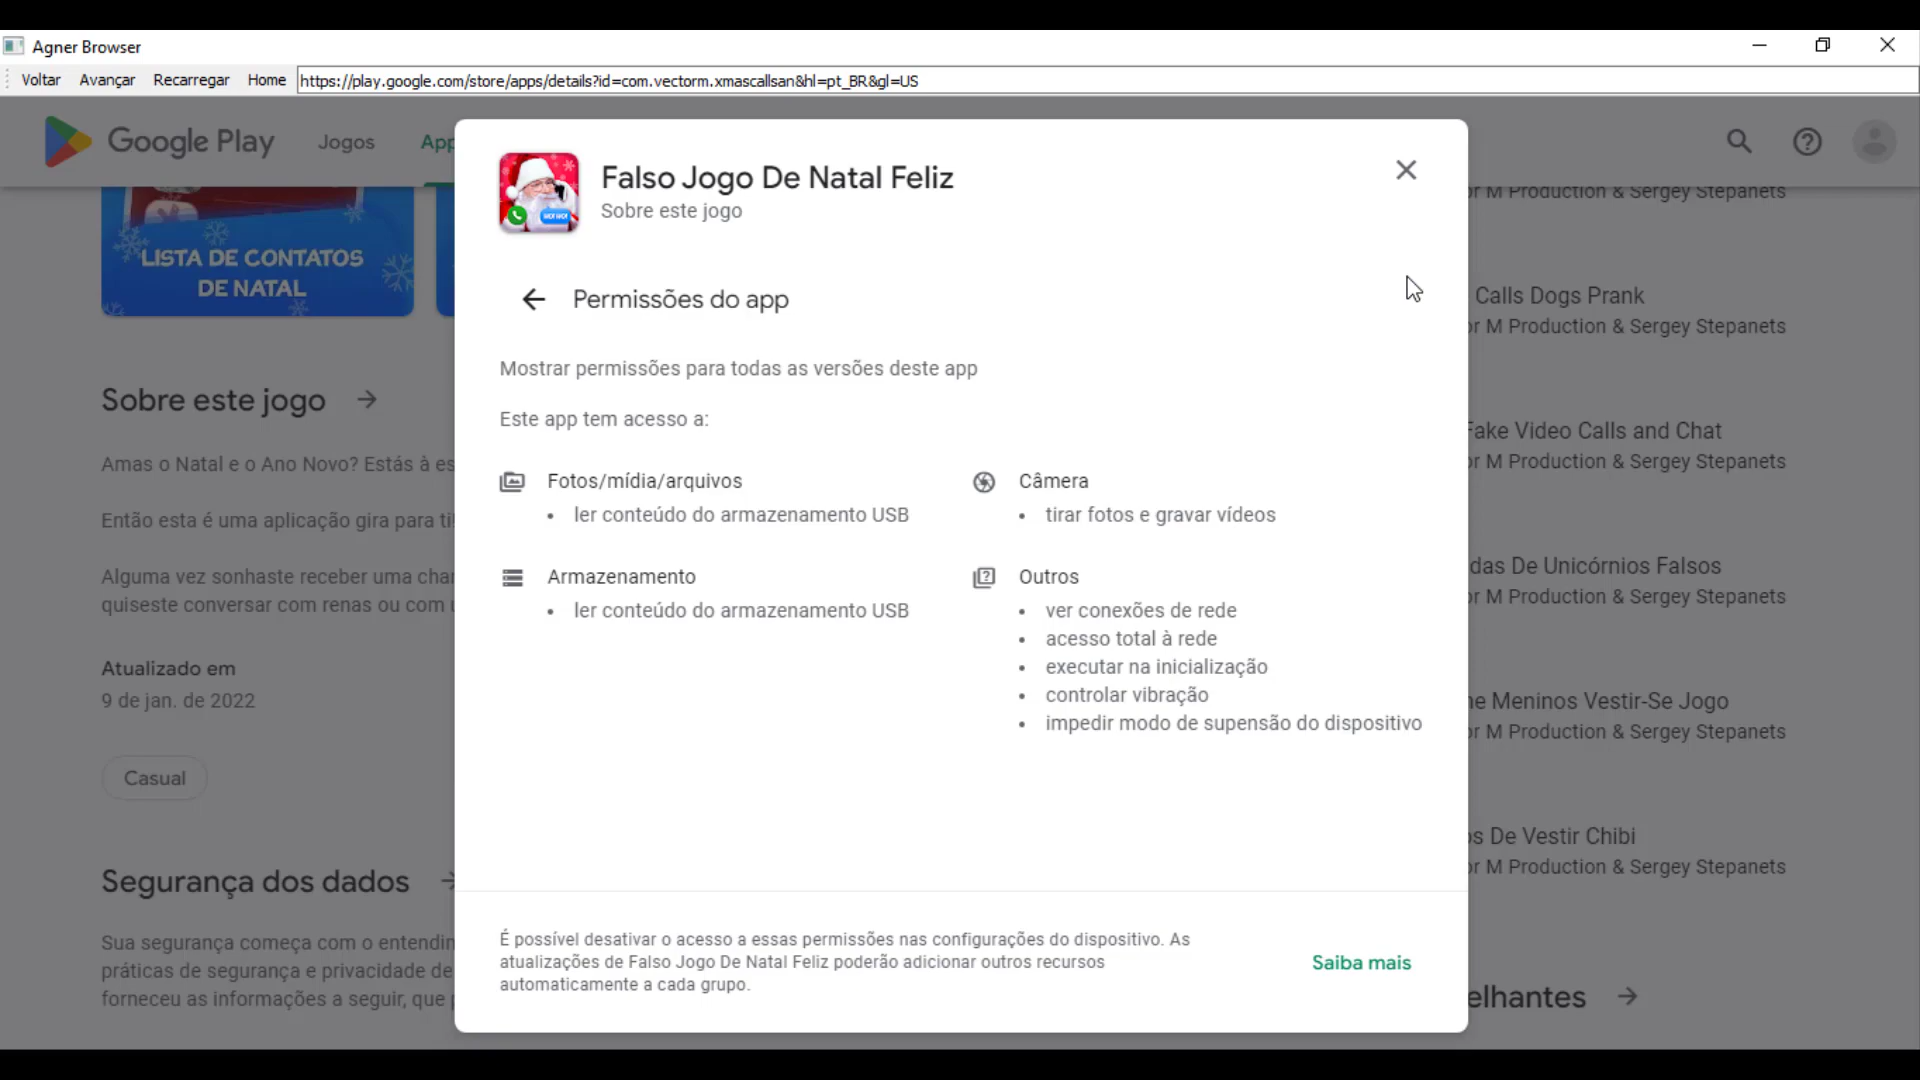 Agner Browser
Voltar Avançar Recarregar Home https://play.google.com/store/apps/details?id=com.vectorm.xmascallsan&hl=pt_BR&gl=US
Google Play Jogos App
LISTA DE CONTATOS
DE NATAL
Sobre este jogo
Amas o Natal e o Ano Novo? Estás à es
Então esta é uma aplicação gira para ti!
Alguma vez sonhaste receber uma cha
quiseste conversar com renas ou com u
Atualizado em
9 de jan. de 2022
Casual
Segurança dos dados
Sua segurança começa com o entendin
práticas de segurança e privacidade de
forneceu as informações a seguir, que p
Falso Jogo De Natal Feliz
Sobre este jogo
Permissões do app
Mostrar permissões para todas as versões deste app
Este app tem acesso a:
Fotos/mídia/arquivos
• ler conteúdo do armazenamento USB
Câmera
• tirar fotos e gravar vídeos
Armazenamento
• ler conteúdo do armazenamento USB
Outros
• ver conexões de rede
• acesso total à rede
• executar na inicialização
• controlar vibração
• impedir modo de supensão do dispositivo
É possível desativar o acesso a essas permissões nas configurações do dispositivo. As
atualizações de Falso Jogo De Natal Feliz poderão adicionar outros recursos
automaticamente a cada grupo.
Saiba mais
or M Production & Sergey Stepanets
Calls Dogs Prank
or M Production & Sergey Stepanets
Fake Video Calls and Chat
or M Production & Sergey Stepanets
das De Unicórnios Falsos
or M Production & Sergey Stepanets
ne Meninos Vestir-Se Jogo
or M Production & Sergey Stepanets
os De Vestir Chibi
or M Production & Sergey Stepanets
elhantes